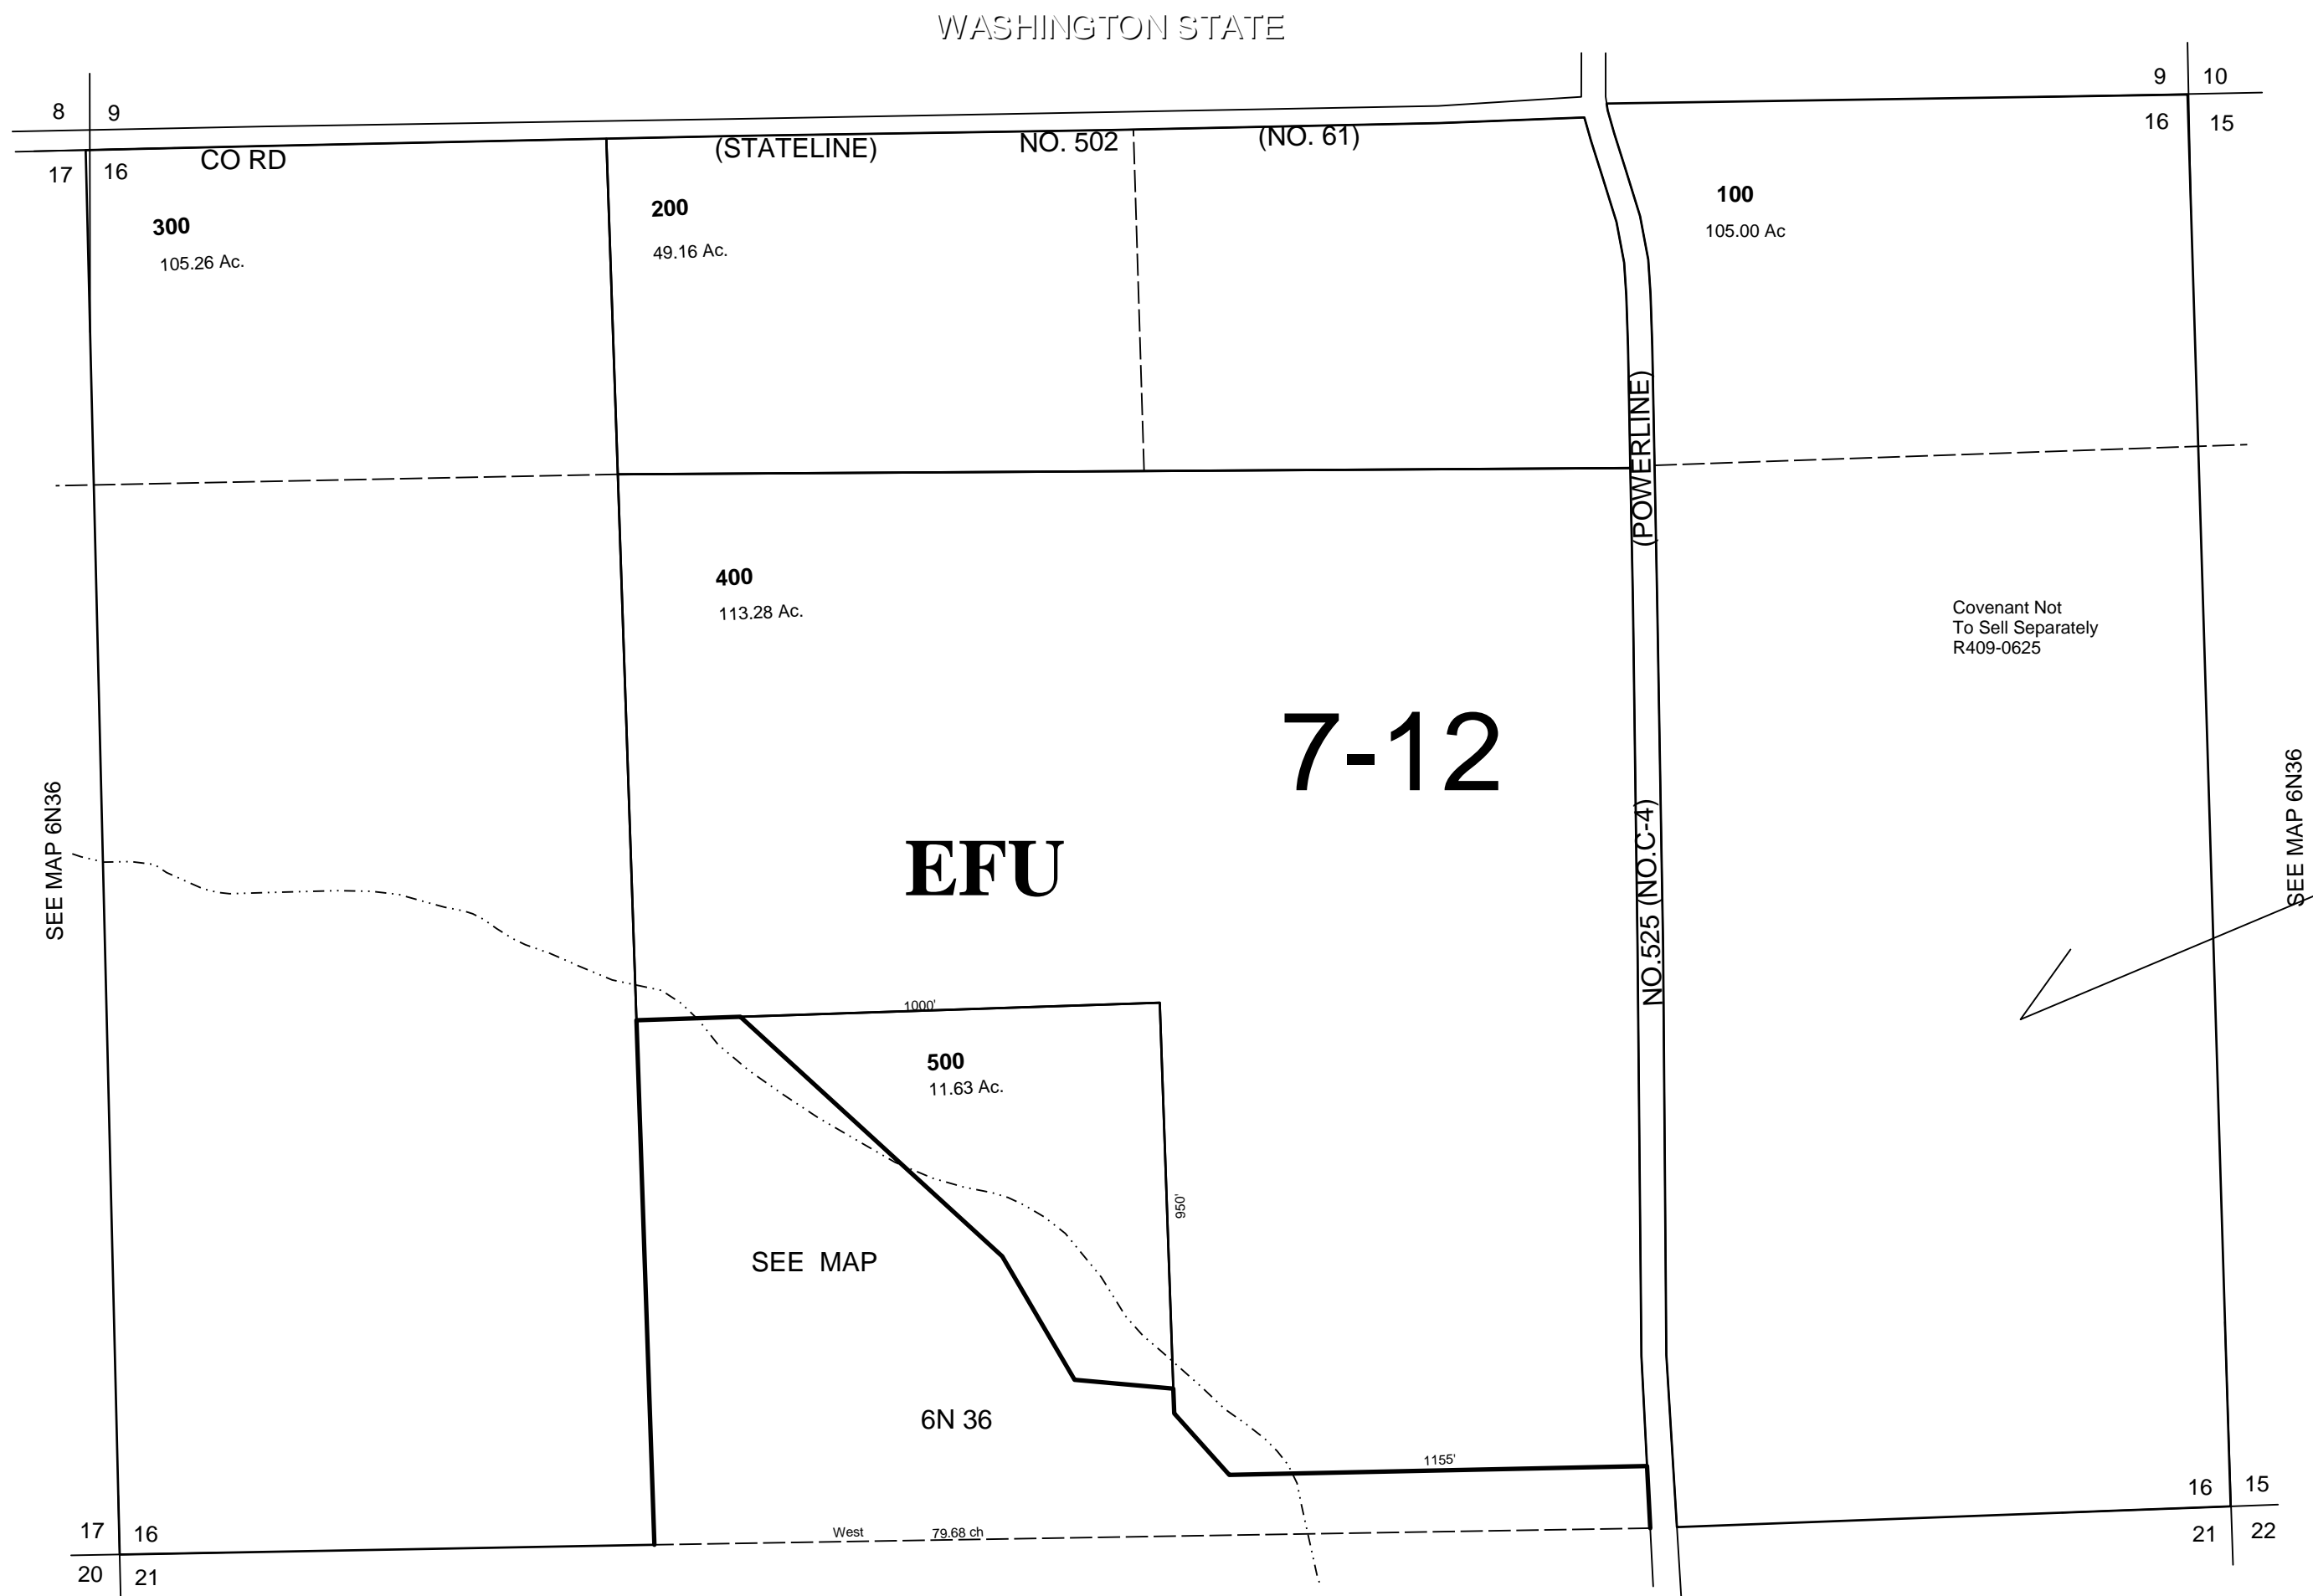 WASHINGTON STATE
8
9
9
10
17
16
CO RD
(STATELINE)
NO. 502
(NO. 61)
16
15
300
105.26 Ac.
200
49.16 Ac.
100
105.00 Ac
(POWERLINE)
400
113.28 Ac.
Covenant Not
To Sell Separately
R409-0625
7-12
SEE MAP 6N36
EFU
NO.525 (NO.C-4)
SEE MAP 6N36
1000'
500
11.63 Ac.
950'
SEE MAP
6N 36
1155'
West
79.68 ch
17
16
16
15
20
21
21
22